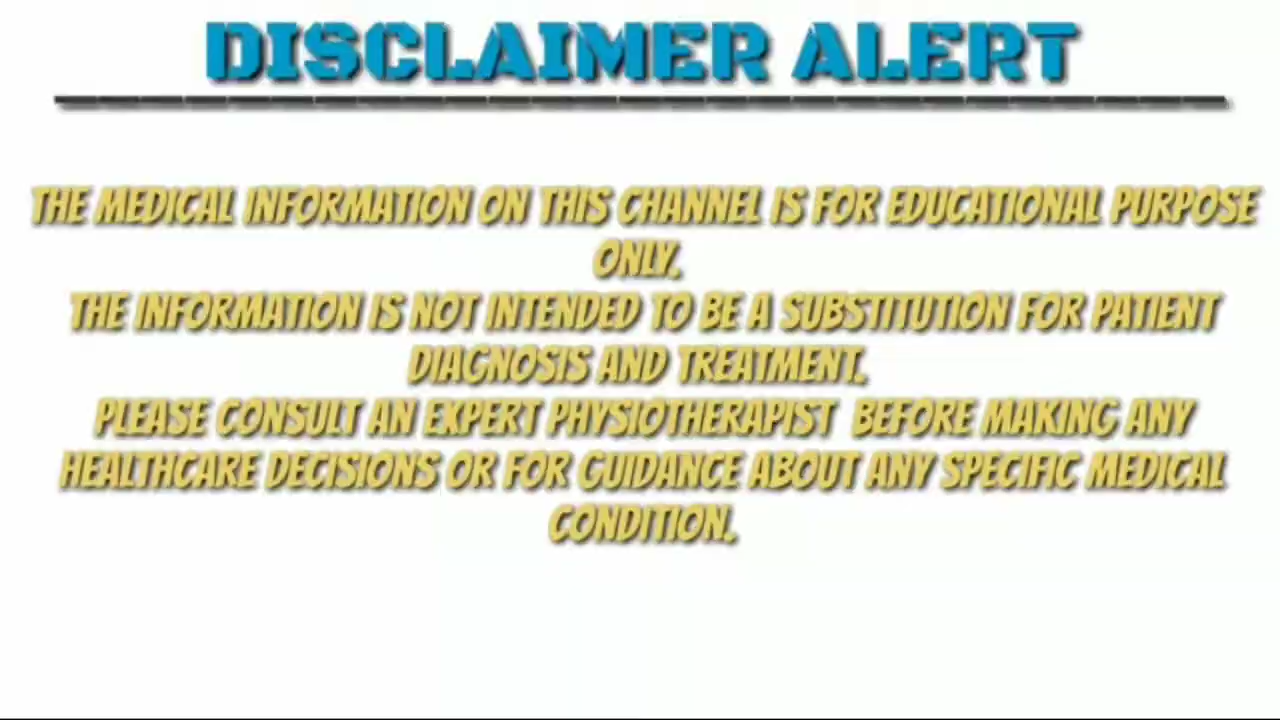 DISCLAIMER ALERT
THE MEDICAL INFORMATION ON THIS CHANNEL IS FOR EDUCATIONAL PURPOSE
ONLY.
THE INFORMATION IS NOT INTENDED TO BE A SUBSTITUTION FOR PATIENT
DIAGNOSIS AND TREATMENT.
PLEASE CONSULT AN EXPERT PHYSIOTHERAPIST BEFORE MAKING ANY
HEALTHCARE DECISIONS OR FOR GUIDANCE ABOUT ANY SPECIFIC MEDICAL
CONDITION.